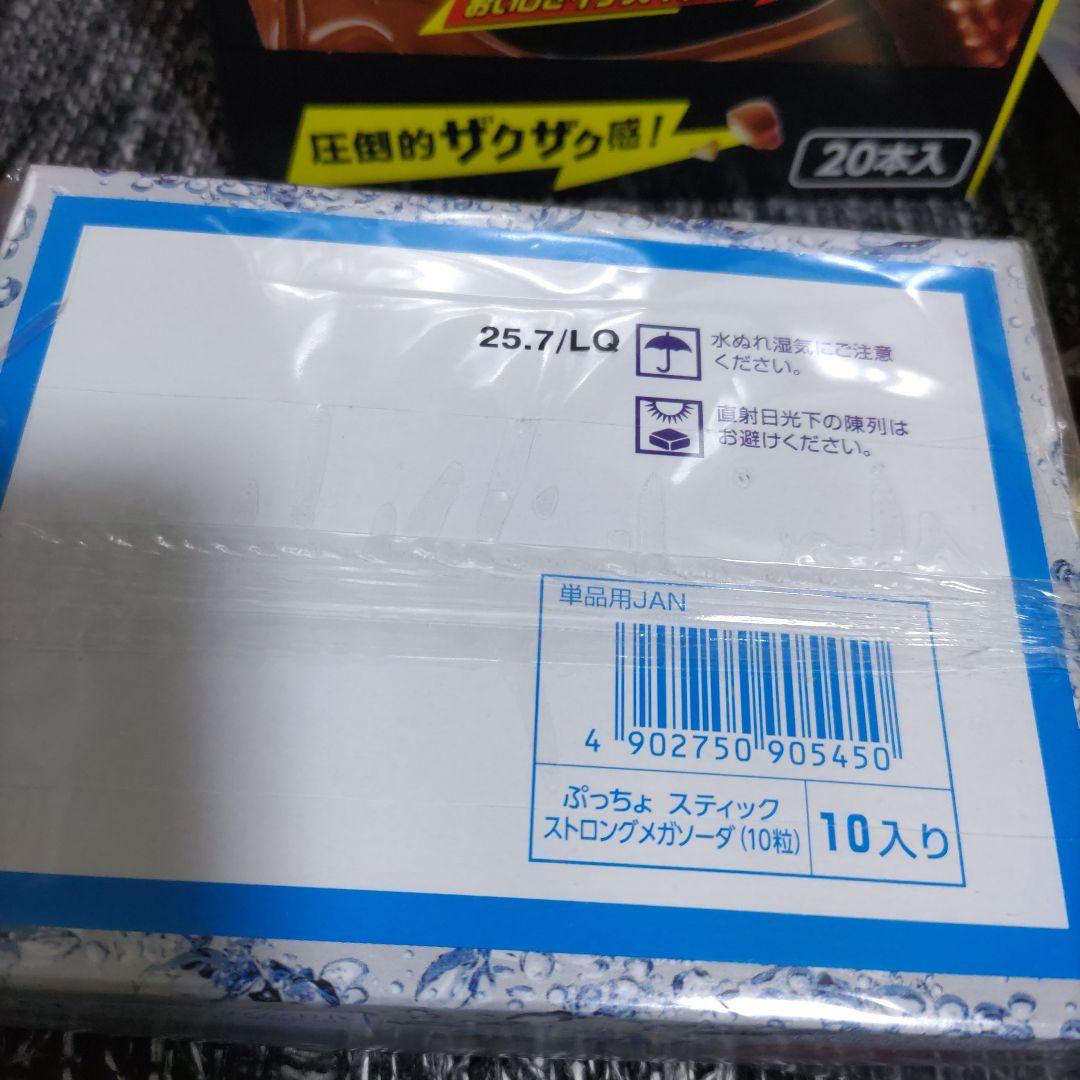 圧倒的ザクザク感!
20本入
25.7/LQ
水ぬれ湿気にご注意
ください。
直射日光下の陳列は
お避けください。
単品用JAN
4 902750 905450
ぷっちょ スティック
ストロングメガソーダ(10粒)
10入り